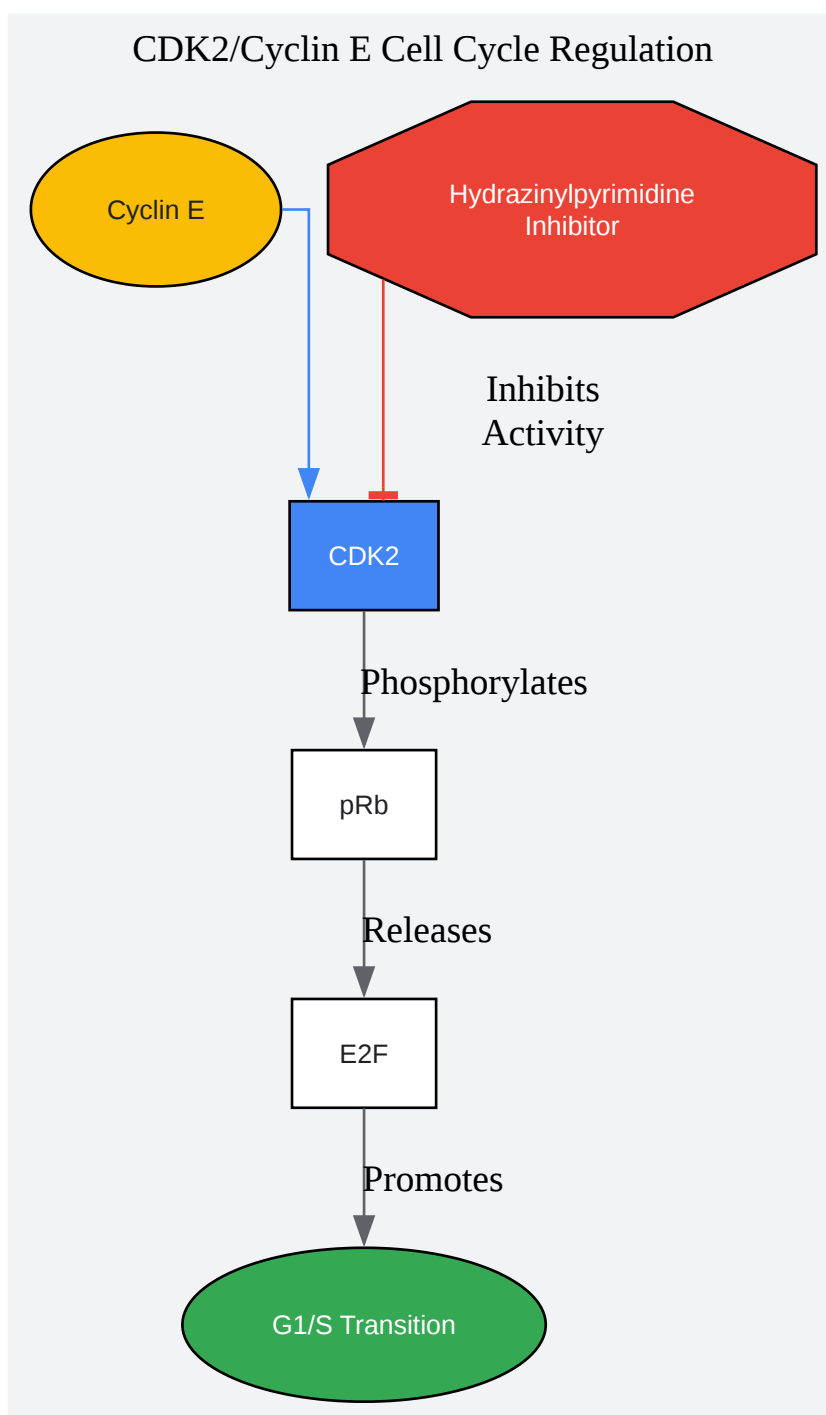 CDK2/Cyclin E Cell Cycle Regulation
Cyclin E
Hydrazinylpyrimidine
Inhibitor
Inhibits
Activity
CDK2
Phosphorylates
pRb
Releases
E2F
Promotes
G1/S Transition